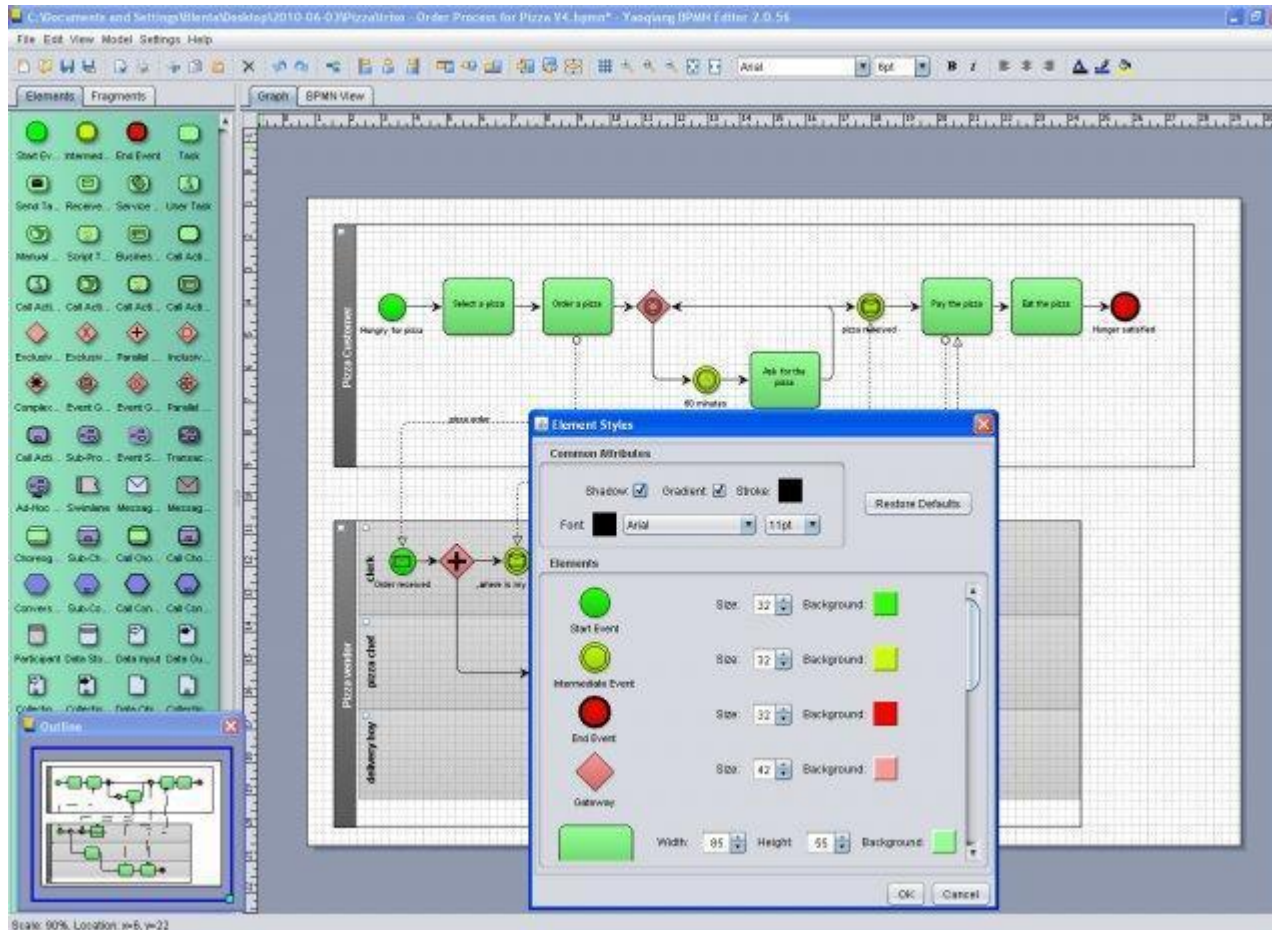 C:\Documents and Settings\Blenta\Desktop\2010-06-03\Pizza\triso - Order Process for Pizza V4.bpmn* - Yaoqiang BPMN Editor 2.0.56
File Edit View Model Settings Help
Arial 6pt B I
Elements Fragments Graph BPMN View
Start Ev... Intermed... End Event Task
Send Ta... Receive... Service ... User Task
Manual ... Script T... Busines... Call Acti...
Call Acti... Call Acti... Call Acti... Call Acti...
Exclusiv... Exclusiv... Parallel ... Inclusiv...
Complex... Event G... Event G... Parallel ...
Call Acti... Sub-Pro... Event S... Transac...
Ad-Hoc ... Swimlane Messag... Messag...
Choreog... Sub-Ch... Call Cho... Call Cho...
Convers... Sub-Co... Call Con... Call Con...
Participant Data Sto... Data Input Data Ou...
Collectio... Collectio... Data Obj... Collectio...
Outline
Pizza Customer
Hungry for pizza
Select a pizza
Order a pizza
pizza received
Pay the pizza
Eat the pizza
Hunger satisfied
60 minutes
Ask for the
pizza
pizza order
Pizza vendor
clerk
Order received
where is my
pizza chef
delivery boy
Element Styles
Common Attributes
Shadow: Gradient: Stroke:
Font: Arial 11pt
Restore Defaults
Elements
Start Event
Size: 32 Background:
Intermediate Event
Size: 32 Background:
End Event
Size: 32 Background:
Gateway
Size: 42 Background:
Width: 85 Height: 55 Background:
OK Cancel
Scale: 90%, Location: x=6, y=22